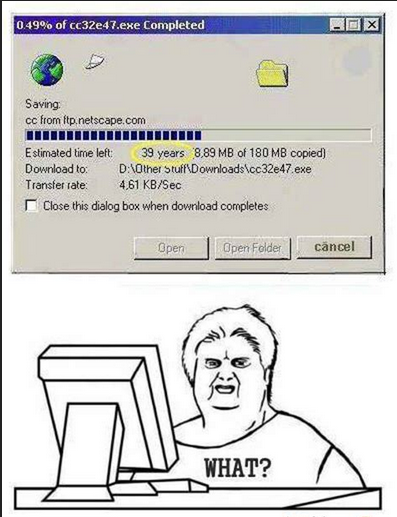 0.49% of cc32e47.exe Completed
Saving:
cc from ftp.netscape.com
Estimated time left: 39 years 8,89 MB of 180 MB copied)
Download to: D:\Other Stuff\Downloads\cc32e47.exe
Transfer rate: 4,61 KB/Sec
Close this dialog box when download completes
Open Open Folder cancel
WHAT?